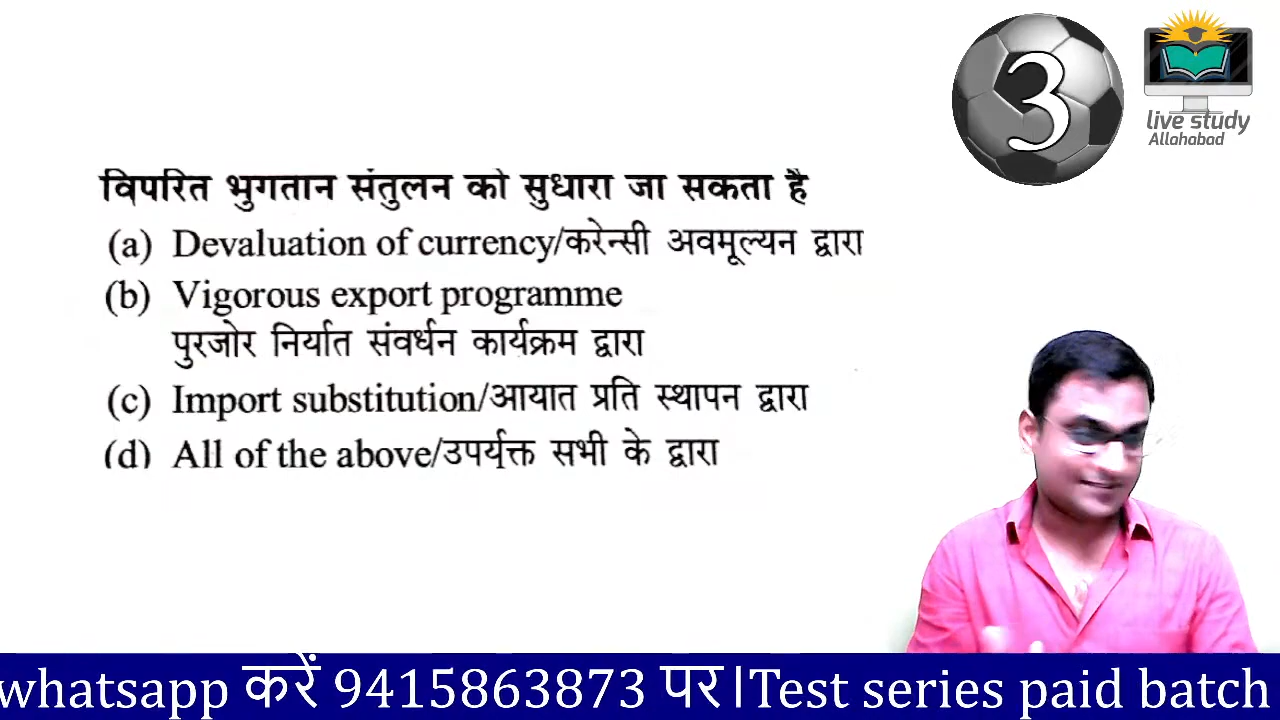 3
live study
Allahabad
विपरित भुगतान संतुलन को सुधारा जा सकता है
(a) Devaluation of currency/करेन्सी अवमूल्यन द्वारा
(b) Vigorous export programme
पुरजोर निर्यात संवर्धन कार्यक्रम द्वारा
(c) Import substitution/आयात प्रति स्थापन द्वारा
(d) All of the above/उपर्युक्त सभी के द्वारा
whatsapp करें 9415863873 पर।Test series paid batch